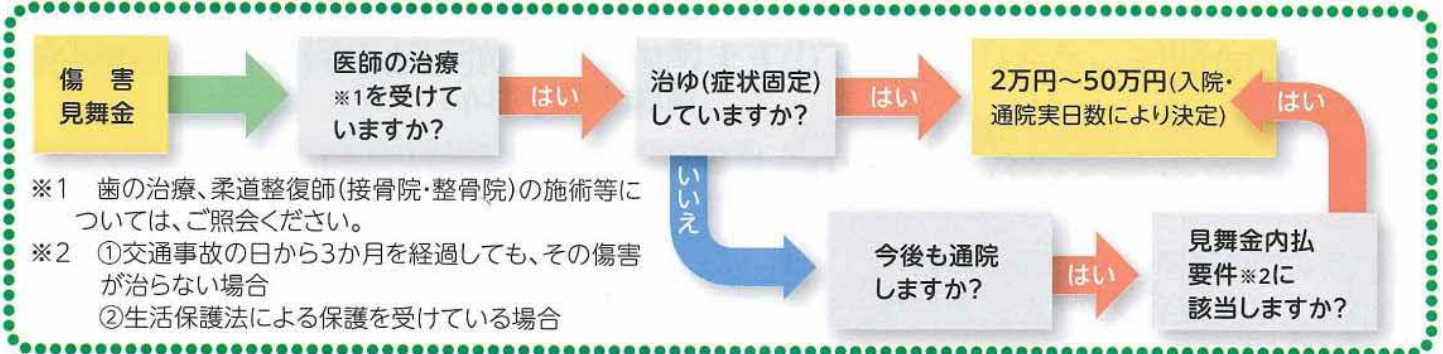 傷　害
見舞金
医師の治療
※1を受けて
いますか?
はい
治ゆ(症状固定)
していますか?
はい
2万円～50万円(入院・
通院実日数により決定)
はい
いいえ
今後も通院
しますか?
はい
見舞金内払
要件※2に
該当しますか?
※1　歯の治療、柔道整復師(接骨院・整骨院)の施術等に
ついては、ご照会ください。
※2　①交通事故の日から3か月を経過しても、その傷害
が治らない場合
②生活保護法による保護を受けている場合